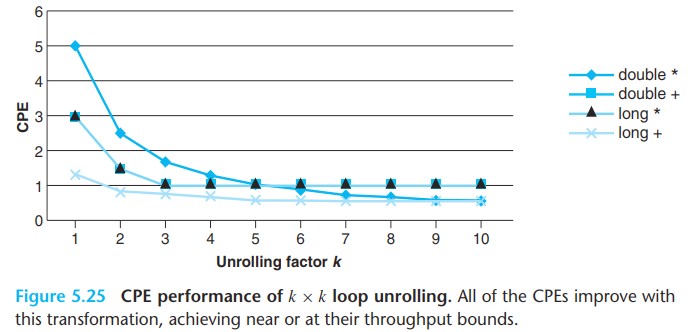 6
5
4
3
2
1
0
CPE
1 2 3 4 5 6 7 8 9 10
Unrolling factor k
double *
double +
long *
long +
Figure 5.25 CPE performance of k × k loop unrolling. All of the CPEs improve with
this transformation, achieving near or at their throughput bounds.